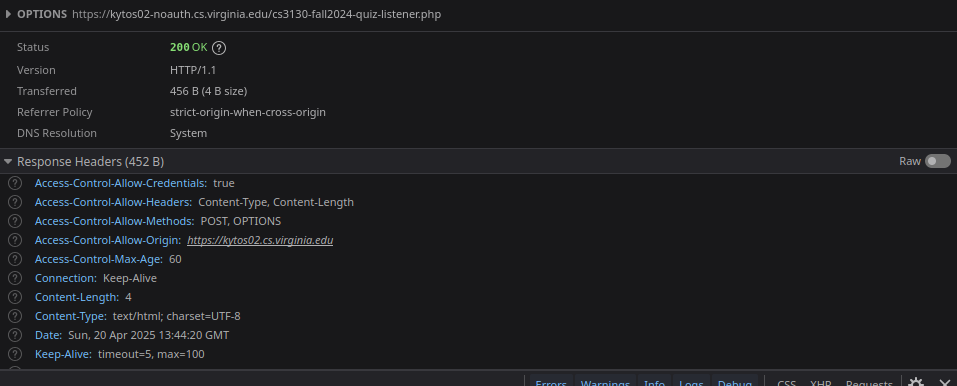 OPTIONS https://kytos02-noauth.cs.virginia.edu/cs3130-fall2024-quiz-listener.php
Status 200 OK ?
Version HTTP/1.1
Transferred 456 B (4 B size)
Referrer Policy strict-origin-when-cross-origin
DNS Resolution System
Response Headers (452 B) Raw
? Access-Control-Allow-Credentials: true
? Access-Control-Allow-Headers: Content-Type, Content-Length
? Access-Control-Allow-Methods: POST, OPTIONS
? Access-Control-Allow-Origin: https://kytos02.cs.virginia.edu
? Access-Control-Max-Age: 60
? Connection: Keep-Alive
? Content-Length: 4
? Content-Type: text/html; charset=UTF-8
? Date: Sun, 20 Apr 2025 13:44:20 GMT
? Keep-Alive: timeout=5, max=100
Errors Warnings Info Logs Debug CSS XHR Requests